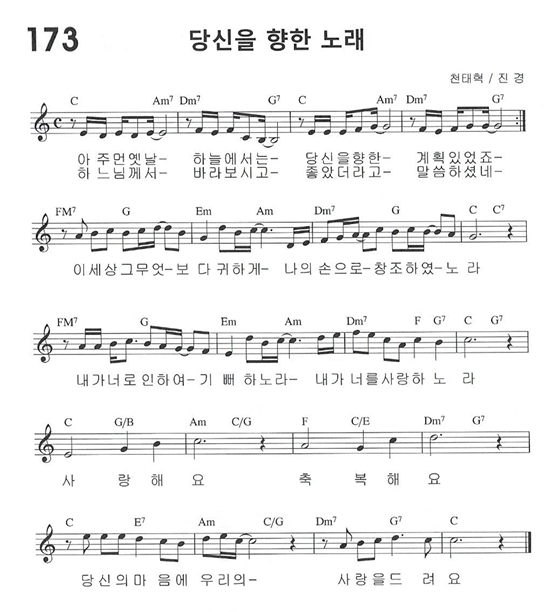 173 당신을 향한 노래
천태혁 / 진 경
C Am7 Dm7 G7 C Am7 Dm7 G7
아 주먼옛날- 하늘에서는- 당신을향한- 계획있었죠-
하 느님께서- 바라보시고- 좋았더라고- 말씀하셨네-
FM7 G Em Am Dm7 G C C7
이세상그무엇-보 다 귀하게- 나의 손으로-창조하였-노 라
FM7 G Em Am Dm7 F G7 C G7
내가너로인하여-기 뻐 하노라- 내가 너를사랑하 노 라
C G/B Am C/G F C/E Dm7 G7
사 랑해요 축 복해요
C E7 Am C/G Dm7 G7 C
당신의마 음에 우리의- 사랑을드 려요